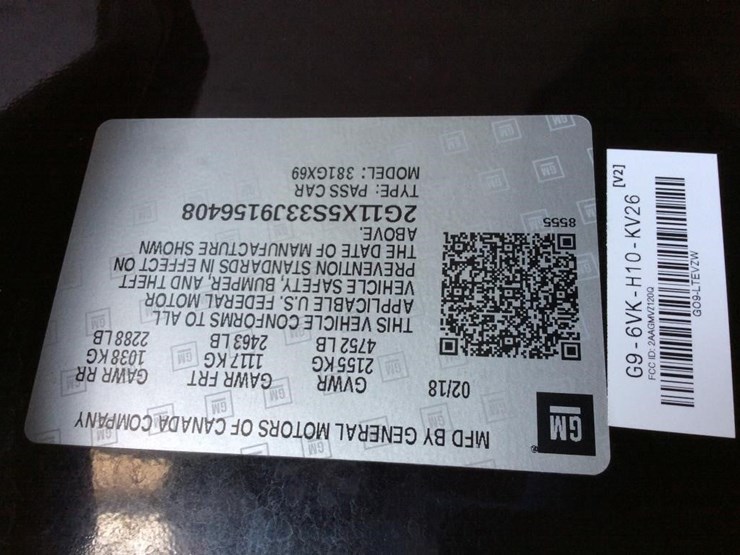 GM
MFD BY GENERAL MOTORS OF CANADA COMPANY
02/18
GVWR GAWR FRT GAWR RR
2155 KG 1117 KG 1038 KG
4752 LB 2463 LB 2288 LB
THIS VEHICLE CONFORMS TO ALL
APPLICABLE U.S. FEDERAL MOTOR
VEHICLE SAFETY, BUMPER, AND THEFT
PREVENTION STANDARDS IN EFFECT ON
THE DATE OF MANUFACTURE SHOWN
ABOVE.
8555
2G11X5S33J9156408
TYPE: PASS CAR
MODEL: 381GX69
G9-6VK-H10-KV26 [V2]
FCC ID: 2AAGMVZ120Q
GO9-LTEVZW